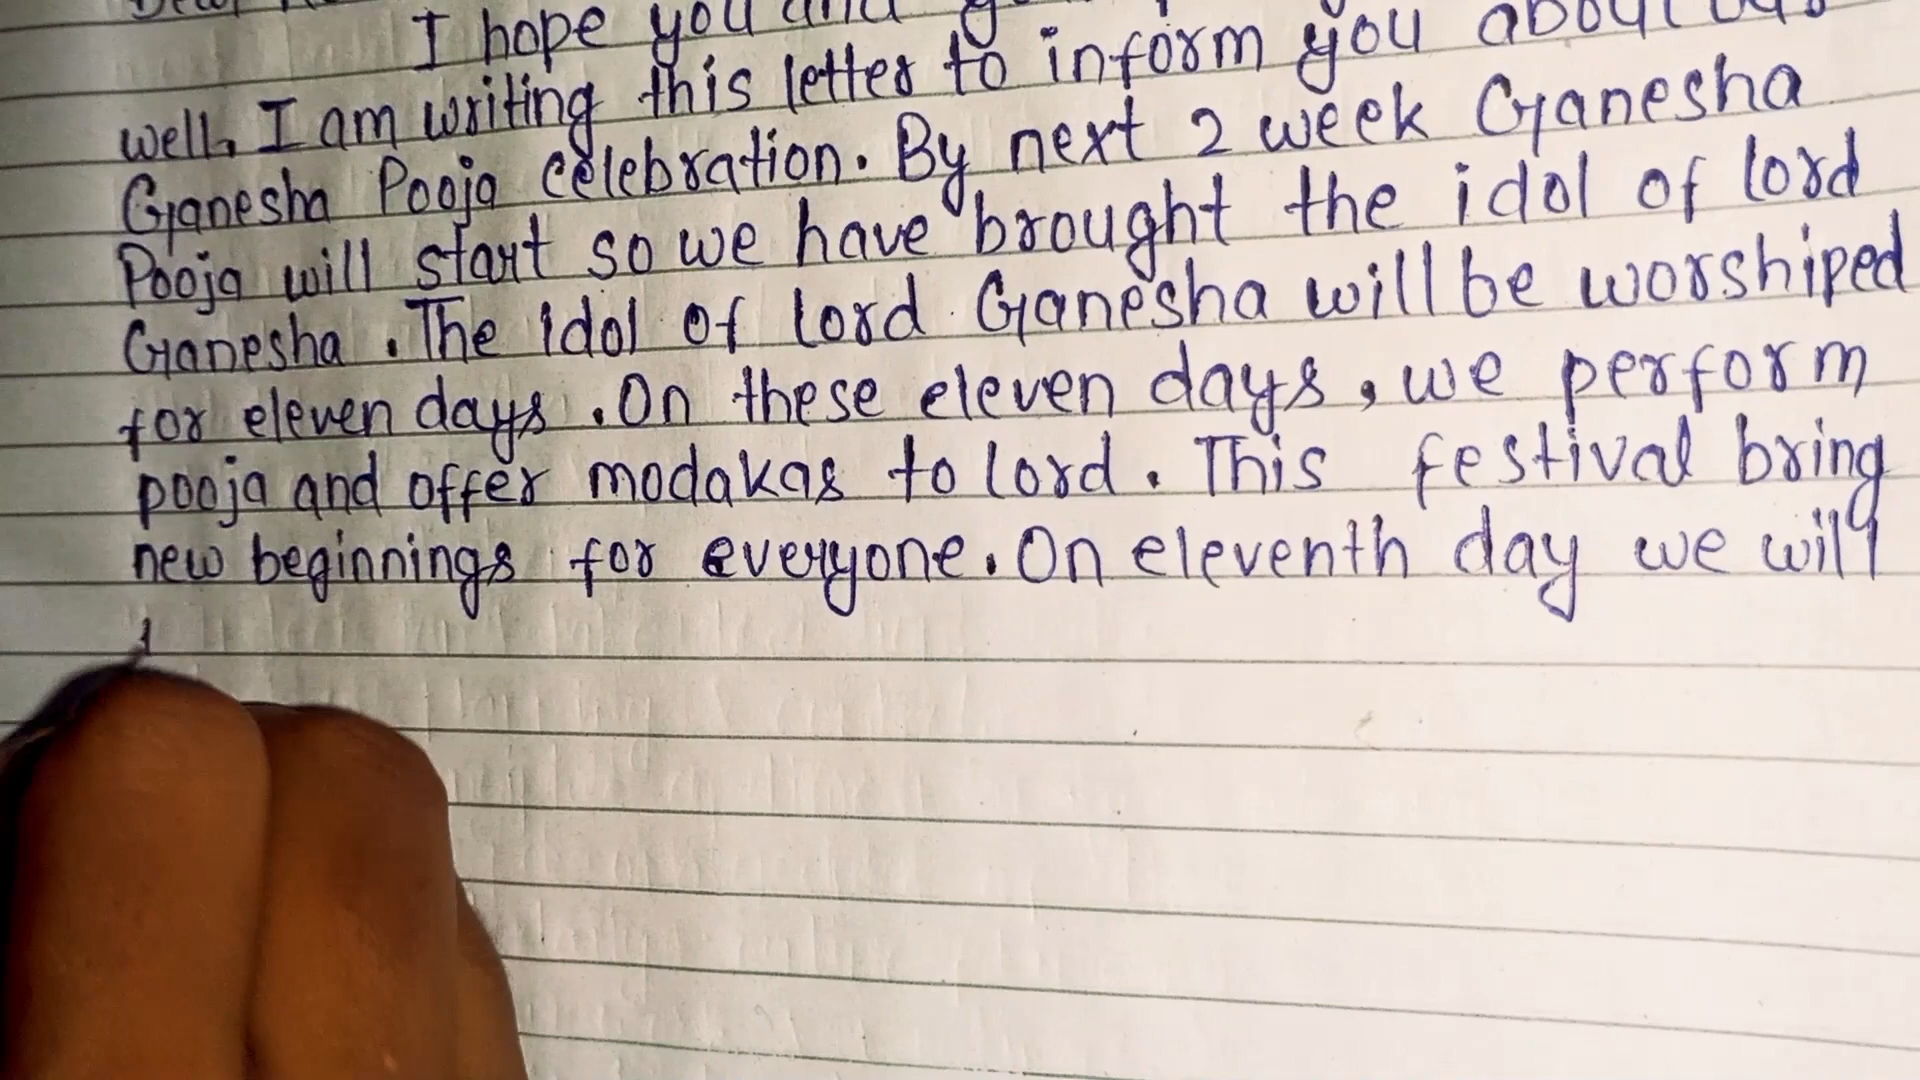 Dear
I hope you and
well, I am writing this letter to inform you about
Ganesha Pooja celebration. By next 2 week Ganesha
Pooja will start so we have brought the idol of lord
Ganesha . The idol of lord Ganesha will be worshiped
for eleven days . On these eleven days , we perform
pooja and offer modakas to lord . This festival bring
new beginnings for everyone . On eleventh day we will